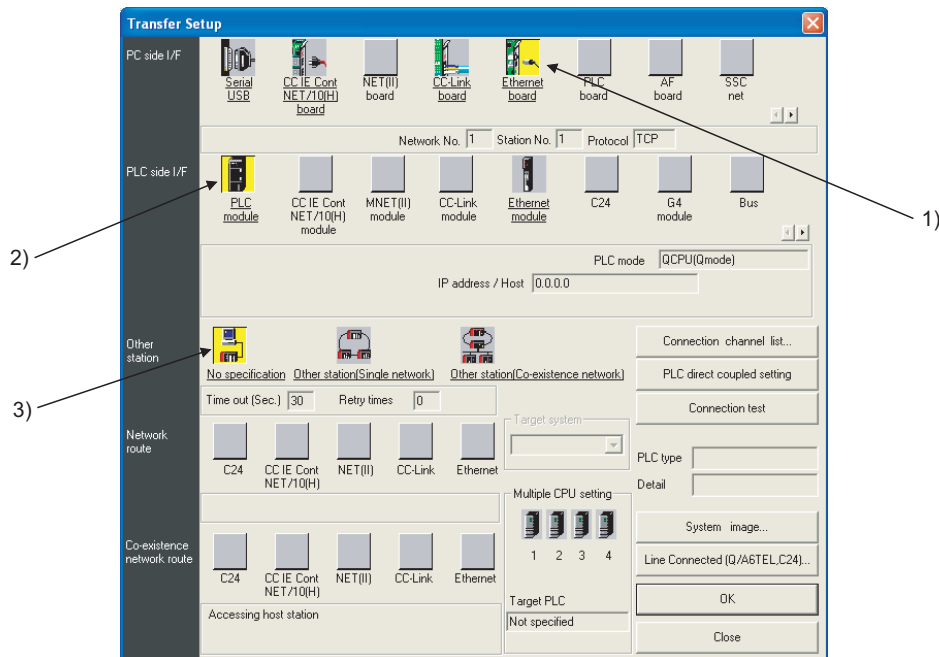 Transfer Setup
PC side I/F
Serial USB
CC IE Cont NET/10(H) board
NET(II) board
CC-Link board
Ethernet board
PLC board
AF board
SSC net
1)
Network No. 1 Station No. 1 Protocol TCP
PLC side I/F
2)
PLC module
CC IE Cont NET/10(H) module
MNET(II) module
CC-Link module
Ethernet module
C24
G4 module
Bus
PLC mode QCPU(Qmode)
IP address / Host 0.0.0.0
Other station
3)
No specification
Other station(Single network)
Other station(Co-existence network)
Connection channel list...
PLC direct coupled setting
Connection test
Time out (Sec.) 30 Retry times 0
Target system
Network route
C24
CC IE Cont NET/10(H)
NET(II)
CC-Link
Ethernet
PLC type
Detail
Multiple CPU setting
1 2 3 4
System image...
Line Connected (Q/A6TEL,C24)...
Co-existence network route
C24
CC IE Cont NET/10(H)
NET(II)
CC-Link
Ethernet
Target PLC
Not specified
Accessing host station
OK
Close